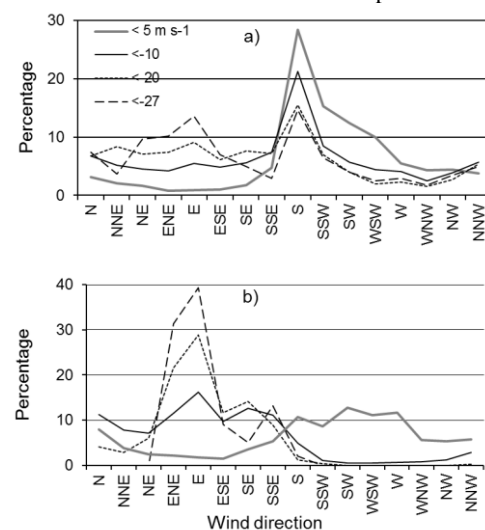 30
20
10
0
Percentage
a)
< 5 m s-1
<-10
<-20
<-27
N
NNE
NE
ENE
E
ESE
SE
SSE
S
SSW
SW
WSW
W
WNW
NW
NNW
40
30
20
10
0
Percentage
b)
N
NNE
NE
ENE
E
ESE
SE
SSE
S
SSW
SW
WSW
W
WNW
NW
NNW
Wind direction